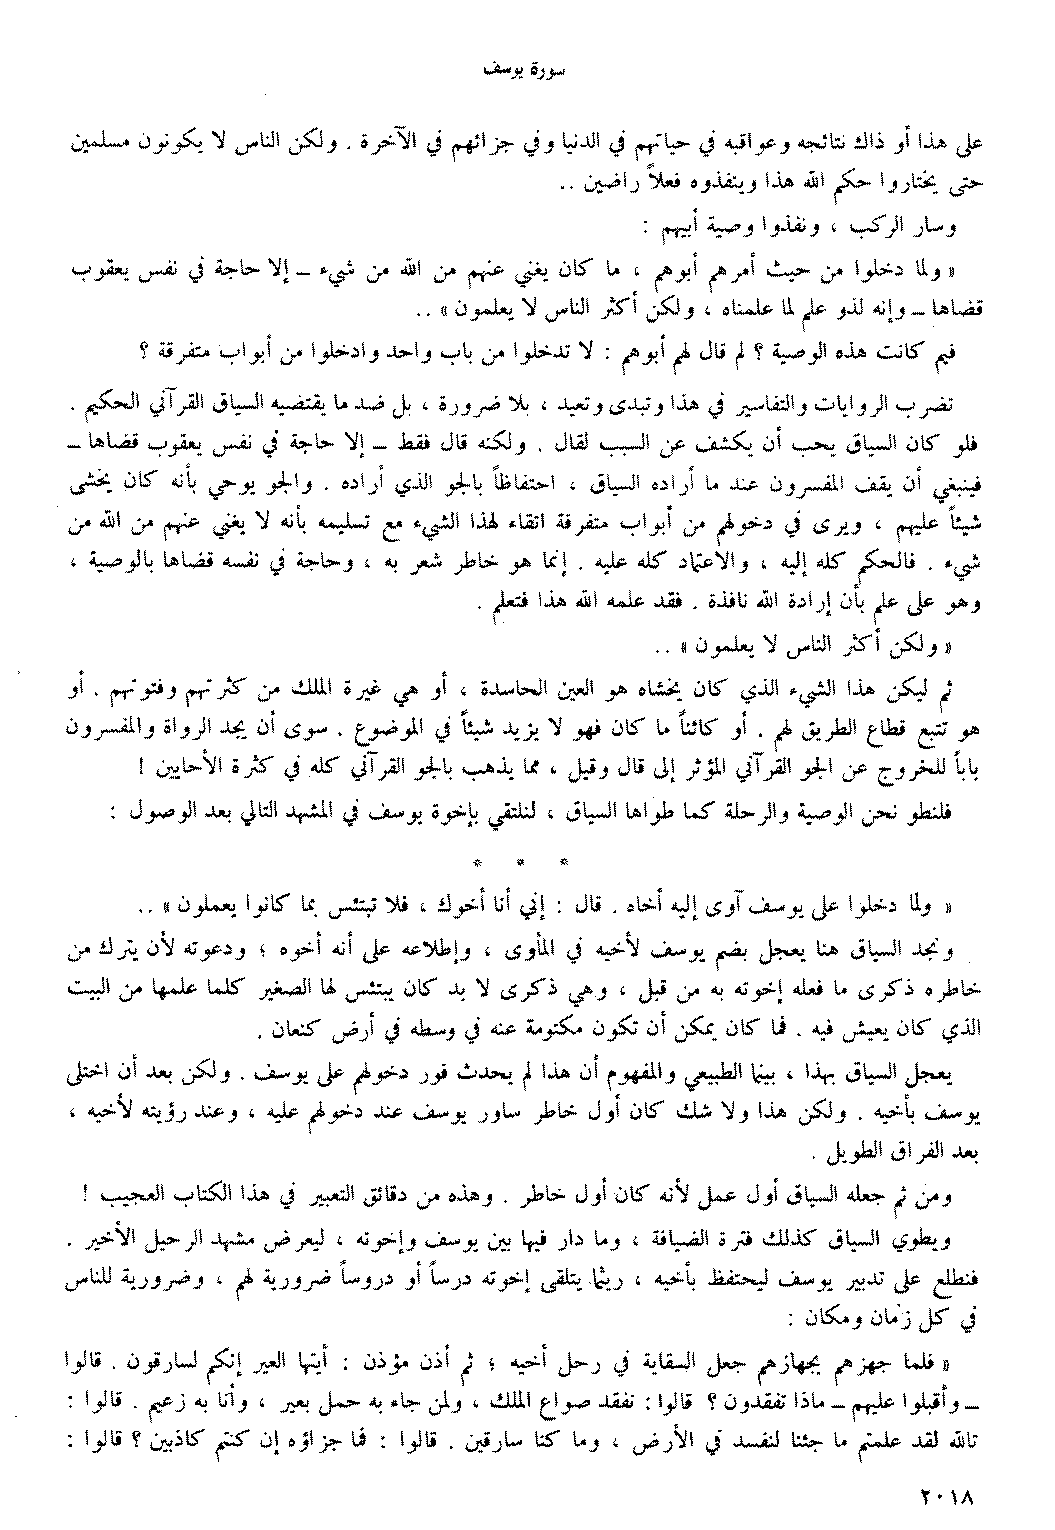 سورة يوسف
على هذا أو ذاك نتائجه وعواقبه في حياتهم في الدنيا وفي جزائهم في الآخرة . ولكن الناس لا يكونون مسلمين
حتى يختاروا حكم الله هذا وينفذوه فعلاً راضين ..
وسار الركب ، ونفذوا وصية أبيهم :
« ولما دخلوا من حيث أمرهم أبوهم ، ما كان يغني عنهم من الله من شيء ـ إلا حاجة في نفس يعقوب
قضاها ـ وإنه لذو علم لما علمناه ، ولكن أكثر الناس لا يعلمون » ..
فيم كانت هذه الوصية ؟ لم قال لهم أبوهم : لا تدخلوا من باب واحد وادخلوا من أبواب متفرقة ؟
تضرب الروايات والتفاسير في هذا وتبدى وتعيد ، بلا ضرورة ، بل ضد ما يقتضيه السياق القرآني الحكيم .
فلو كان السياق يحب أن يكشف عن السبب لقال . ولكنه قال فقط ـ إلا حاجة في نفس يعقوب قضاها ـ
فينبغي أن يقف المفسرون عند ما أراده السياق ، احتفاظاً بالجو الذي أراده . والجو يوحي بأنه كان يخشى
شيئاً عليهم ، ويرى في دخولهم من أبواب متفرقة اتقاء لهذا الشيء مع تسليمه بأنه لا يغني عنهم من الله من
شيء . فالحكم كله إليه ، والاعتماد كله عليه . إنما هو خاطر شعر به ، وحاجة في نفسه قضاها بالوصية ،
وهو على علم بأن إرادة الله نافذة . فقد علمه الله هذا فتعلم .
« ولكن أكثر الناس لا يعلمون » ..
ثم ليكن هذا الشيء الذي كان يخشاه هو العين الحاسدة ، أو هي غيرة الملك من كثرتهم وفتوتهم . أو
هو تتبع قطاع الطريق لهم . أو كائناً ما كان فهو لا يزيد شيئاً في الموضوع . سوى أن يجد الرواة والمفسرون
باباً للخروج عن الجو القرآني المؤثر إلى قال وقيل ، مما يذهب بالجو القرآني كله في كثرة الأحايين !
فلنطو نحن الوصية والرحلة كما طواها السياق ، لنلتقي بإخوة يوسف في المشهد التالي بعد الوصول :
* * *
« ولما دخلوا على يوسف آوى إليه أخاه . قال : إني أنا أخوك ، فلا تبتئس بما كانوا يعملون » ..
ونجد السياق هنا يعجل بضم يوسف لأخيه في المأوى ، وإطلاعه على أنه أخوه ؛ ودعوته لأن يترك من
خاطره ذكرى ما فعله إخوته به من قبل ، وهي ذكرى لا بد كان يبتئس لها الصغير كلما علمها من البيت
الذي كان يعيش فيه . فما كان يمكن أن تكون مكتومة عنه في وسطه في أرض كنعان .
يعجل السياق بهذا ، بينما الطبيعي والمفهوم أن هذا لم يحدث فور دخولهم على يوسف . ولكن بعد أن اختلى
يوسف بأخيه . ولكن هذا ولا شك كان أول خاطر ساور يوسف عند دخولهم عليه ، وعند رؤيته لأخيه ،
بعد الفراق الطويل .
ومن ثم جعله السياق أول عمل لأنه كان أول خاطر . وهذه من دقائق التعبير في هذا الكتاب العجيب !
ويطوي السياق كذلك فترة الضيافة ، وما دار فيها بين يوسف وإخوته ، ليعرض مشهد الرحيل الأخير .
فنطلع على تدبير يوسف ليحتفظ بأخيه ، ريثما يتلقى إخوته درساً أو دروساً ضرورية لهم ، وضرورية للناس
في كل زمان ومكان :
« فلما جهزهم بجهازهم جعل السقاية في رحل أخيه ؛ ثم أذن مؤذن : أيتها العير إنكم لسارقون . قالوا
ـ وأقبلوا عليهم ـ ماذا تفقدون ؟ قالوا : نفقد صواع الملك ، ولمن جاء به حمل بعير ، وأنا به زعيم . قالوا :
تالله لقد علمتم ما جئنا لنفسد في الأرض ، وما كنا سارقين . قالوا : فما جزاؤه إن كنتم كاذبين ؟ قالوا :
٢٠١٨